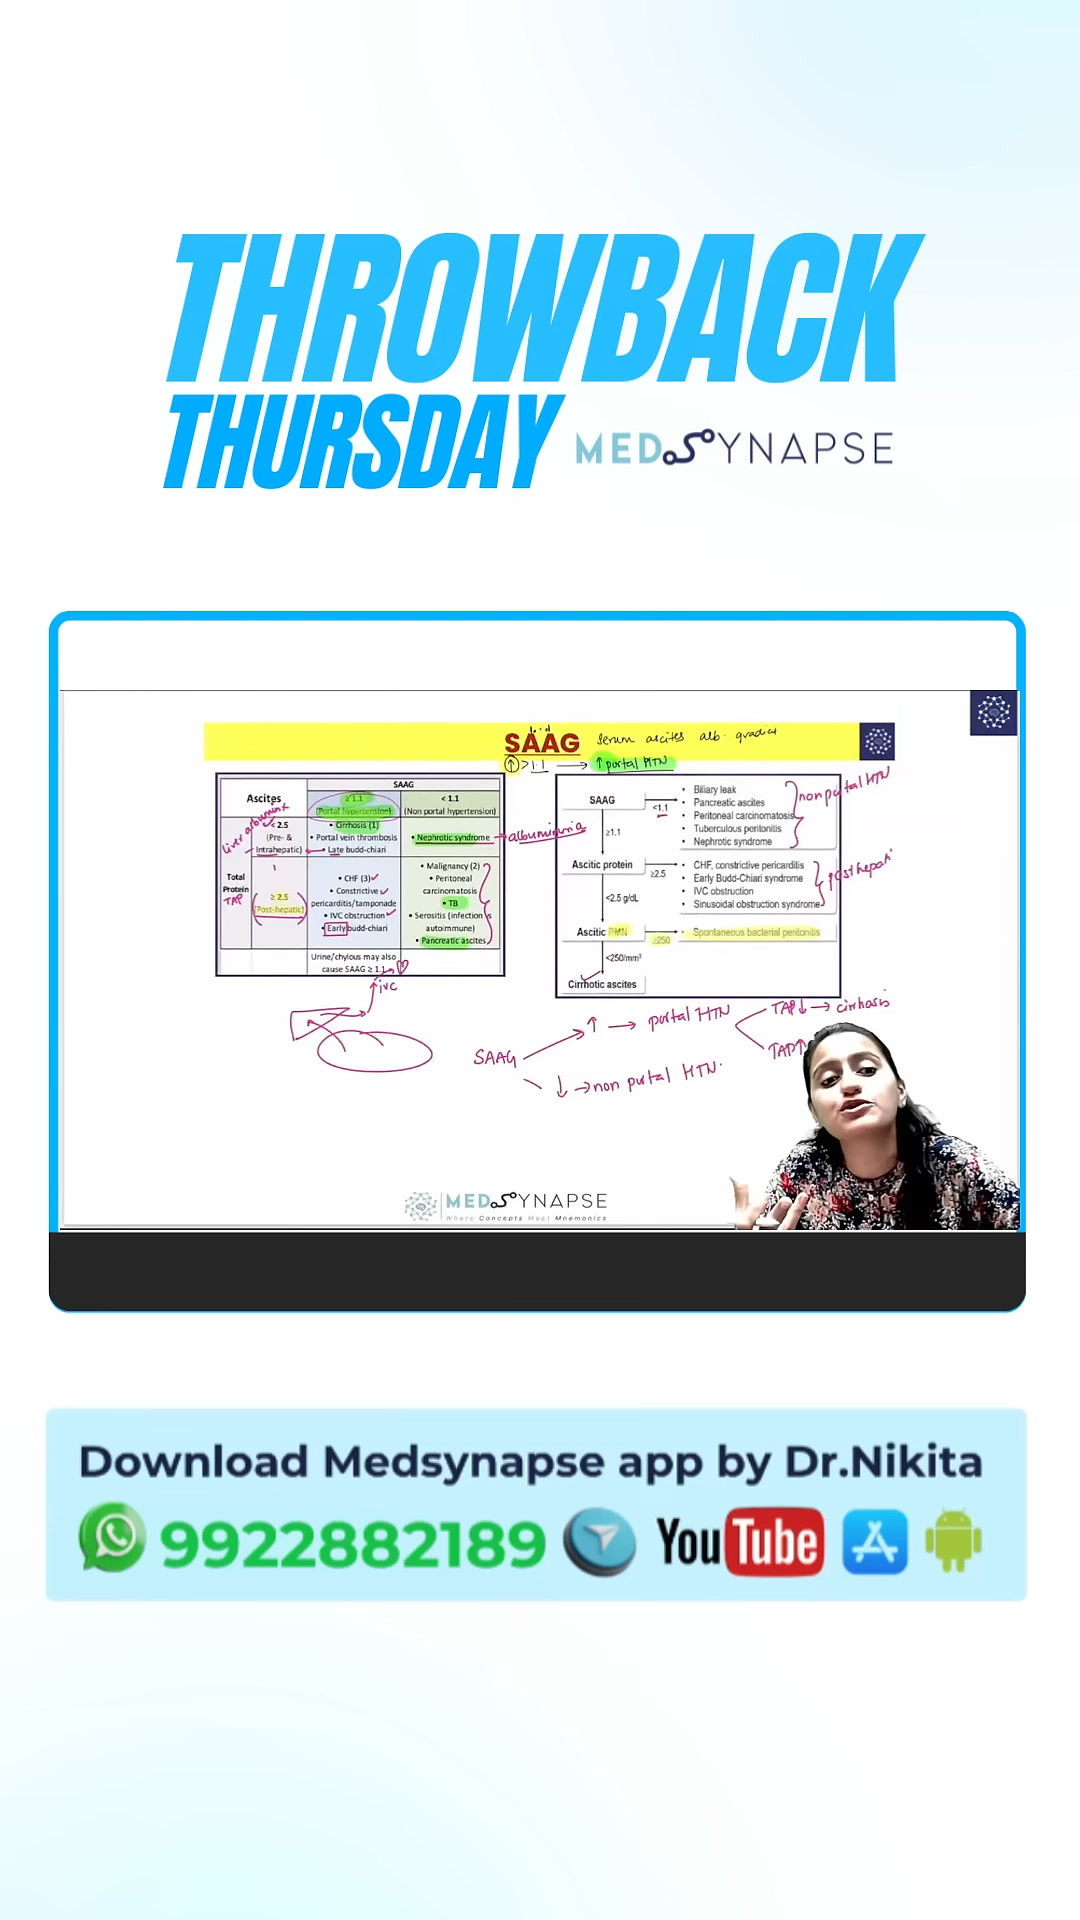 THROWBACK
THURSDAY
MEDSYNAPSE
SAAG serum ascites alb. gradient
↑ >1.1 → ↑ portal HTN
Ascites
SAAG
≥ 1.1
(Portal hypertension)
< 1.1
(Non portal hypertension)
Total
Protein
TAP
< 2.5
(Pre- &
Intrahepatic)
• Cirrhosis (1)
• Portal vein thrombosis
• Late budd-chiari
• Nephrotic syndrome → albuminuria
≥ 2.5
(Post-hepatic)
• CHF (3)
• Constrictive
pericarditis/tamponade
• IVC obstruction
• Early budd-chiari
• Malignancy (2)
• Peritoneal
carcinomatosis
• TB
• Serositis (infection
autoimmune)
• Pancreatic ascites
Urine/chylous may also
cause SAAG ≥ 1.1
ivc
SAAG
<1.1
• Biliary leak
• Pancreatic ascites
• Peritoneal carcinomatosis
• Tuberculous peritonitis
• Nephrotic syndrome
non portal HTN
≥1.1
Ascitic protein
≥2.5
• CHF, constrictive pericarditis
• Early Budd-Chiari syndrome
• IVC obstruction
• Sinusoidal obstruction syndrome
<2.5 g/dL
Ascitic PMN
≥250
• Spontaneous bacterial peritonitis
<250/mm³
Cirrhotic ascites
SAAG
↑ → portal HTN
TAP↓ → cirrhosis
TAP↑
↓ → non portal HTN
MEDSYNAPSE
Where Concepts Meet Mnemonics
Download Medsynapse app by Dr.Nikita
9922882189
YouTube